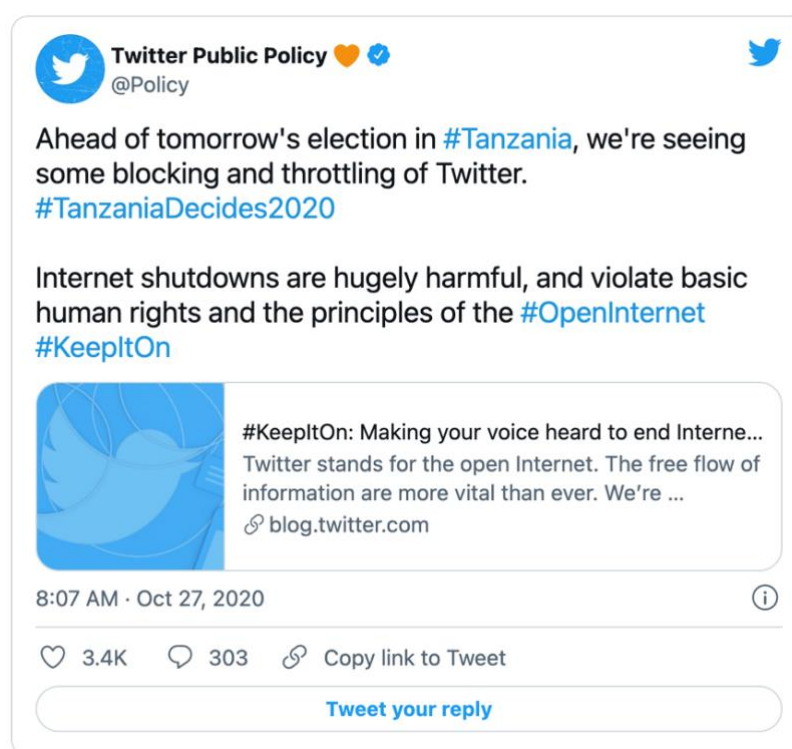 Twitter Public Policy 🧡
@Policy
Ahead of tomorrow's election in #Tanzania, we're seeing
some blocking and throttling of Twitter.
#TanzaniaDecides2020
Internet shutdowns are hugely harmful, and violate basic
human rights and the principles of the #OpenInternet
#KeepItOn
#KeepItOn: Making your voice heard to end Interne...
Twitter stands for the open Internet. The free flow of
information are more vital than ever. We're ...
blog.twitter.com
8:07 AM · Oct 27, 2020
3.4K 303 Copy link to Tweet
Tweet your reply